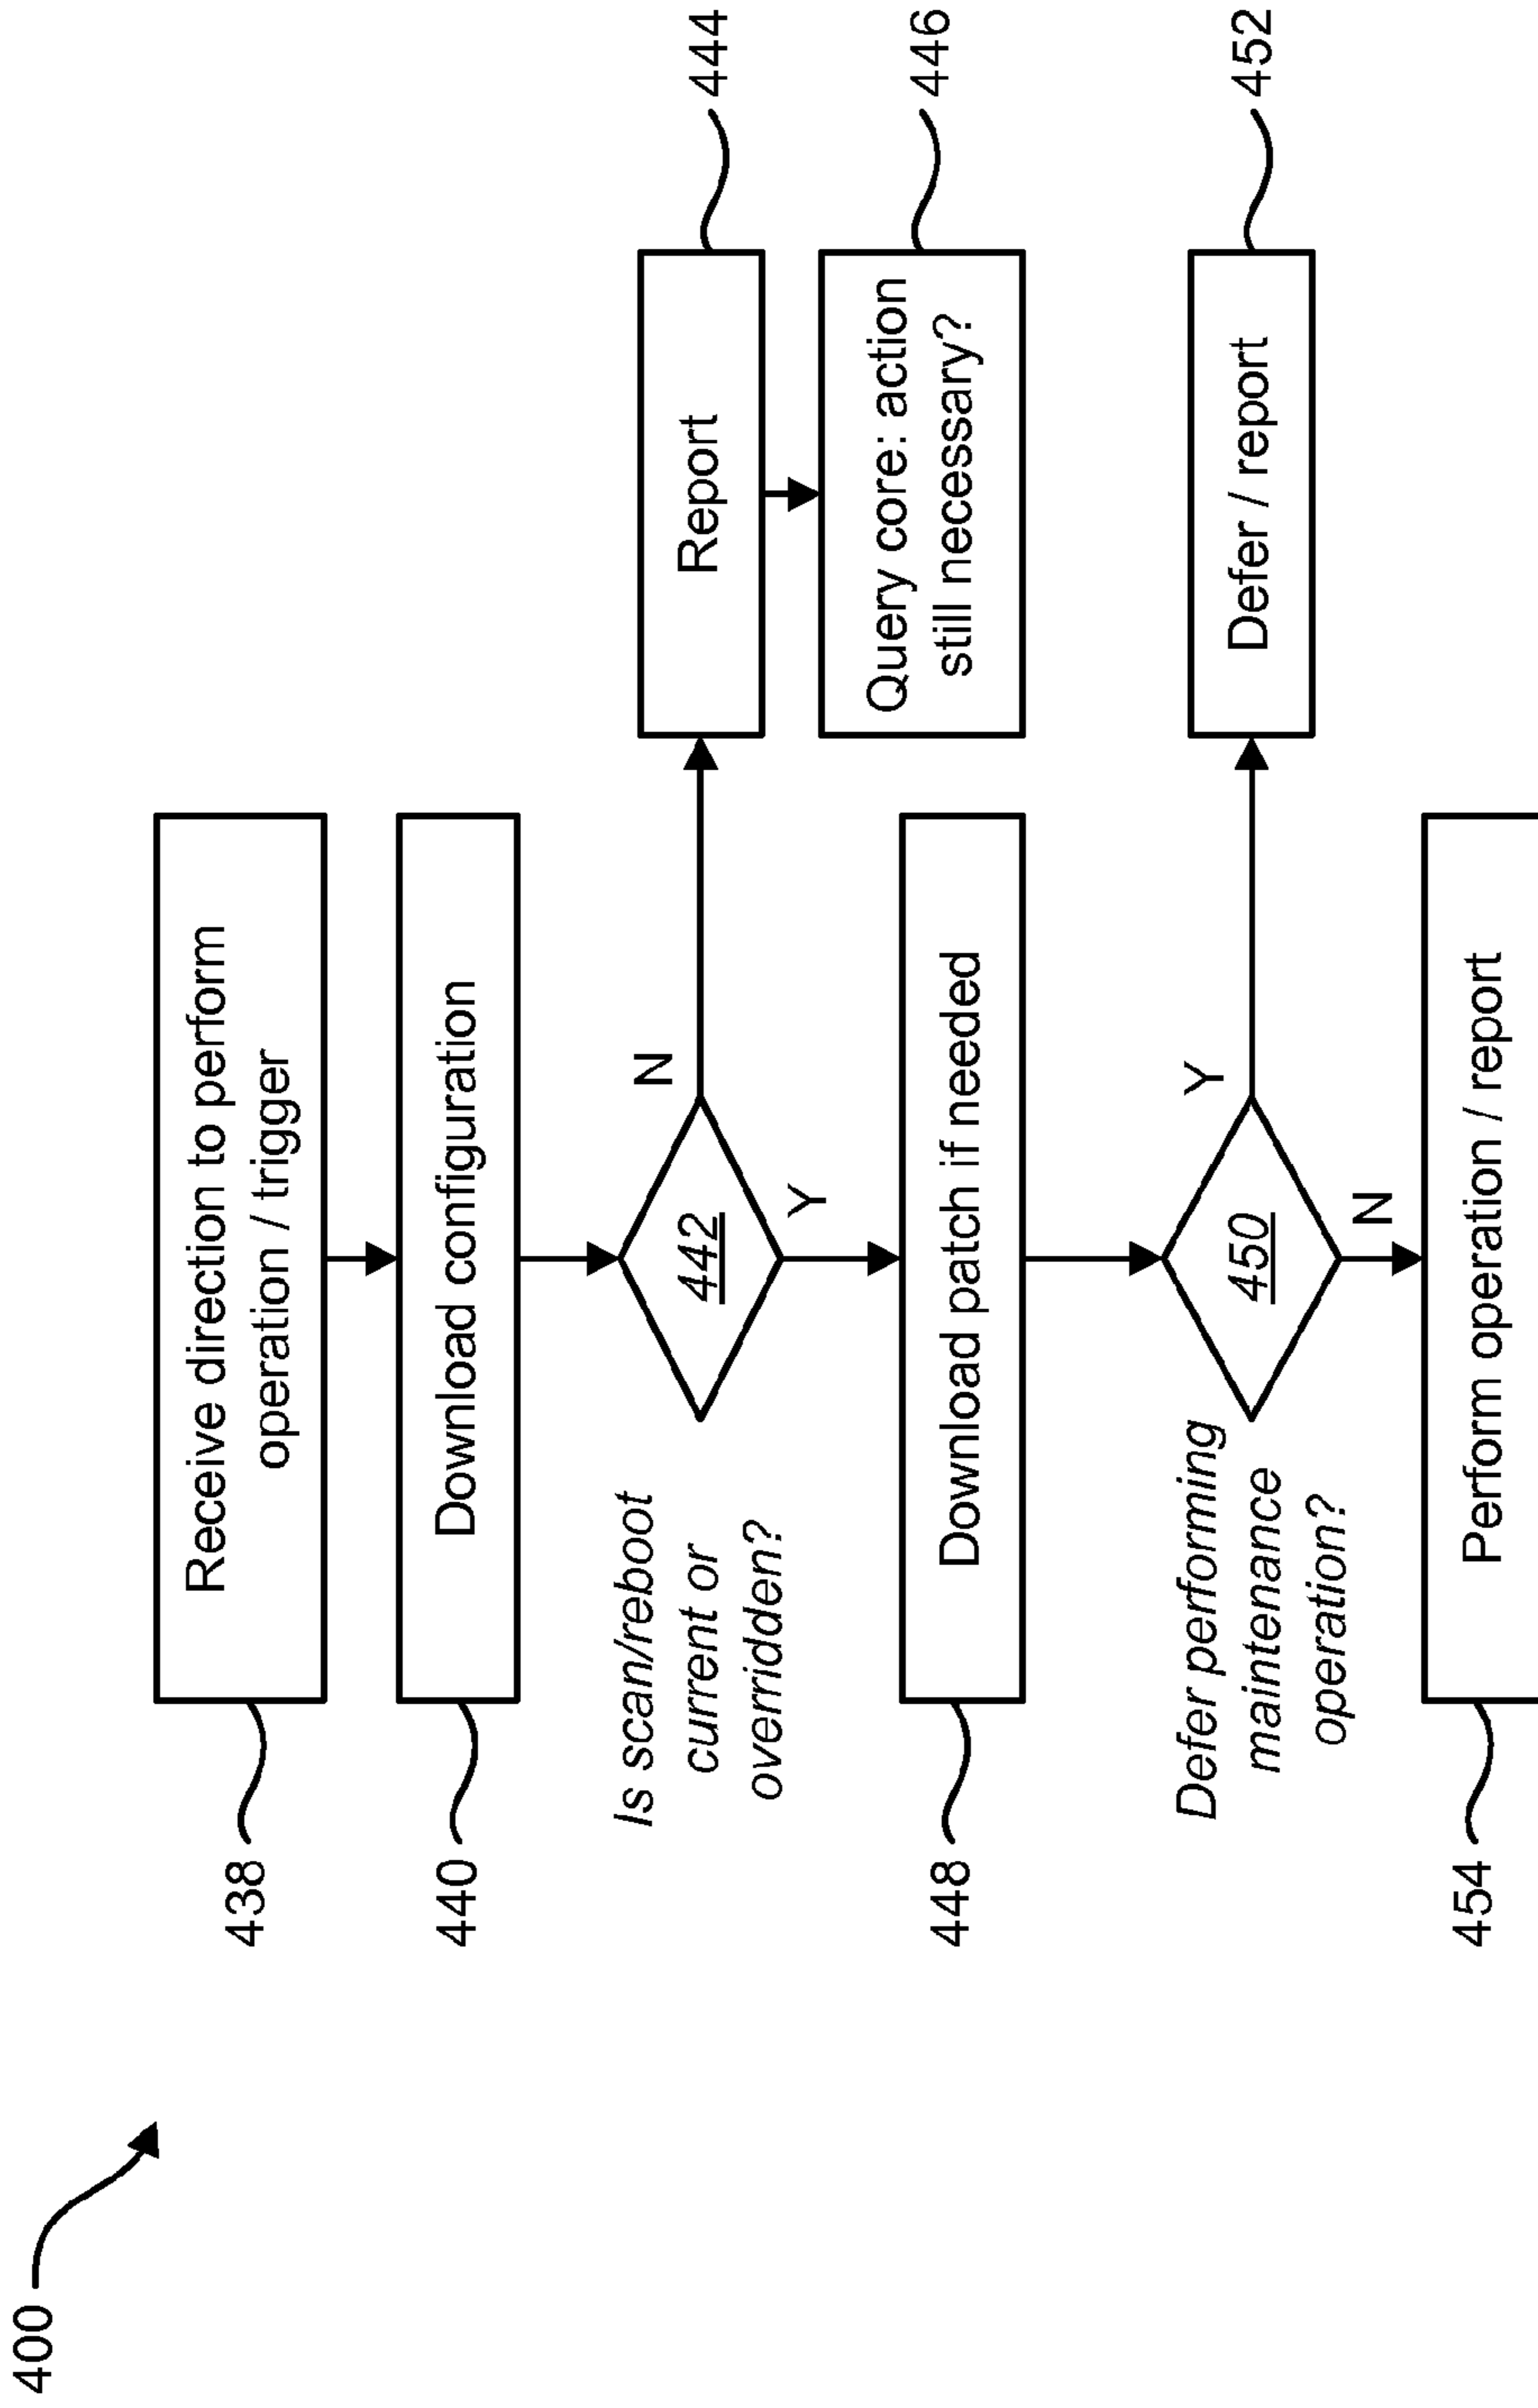 400
438
Receive direction to perform
operation / trigger
440
Download configuration
Is scan/reboot
current or
overridden?
442
N
Y
Report
444
Query core: action
still necessary?
446
448
Download patch if needed
Defer performing
maintenance
operation?
450
Y
N
Defer / report
452
454
Perform operation / report